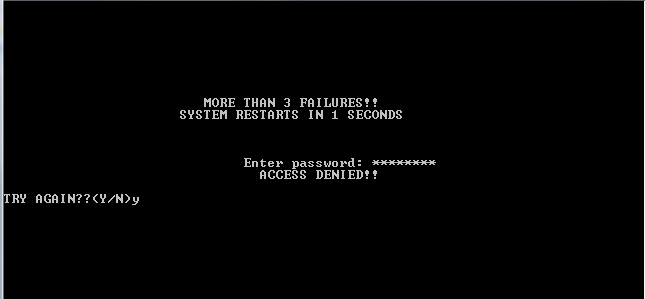 MORE THAN 3 FAILURES!!
SYSTEM RESTARTS IN 1 SECONDS
Enter password: ********
ACCESS DENIED!!
TRY AGAIN??(Y/N)y